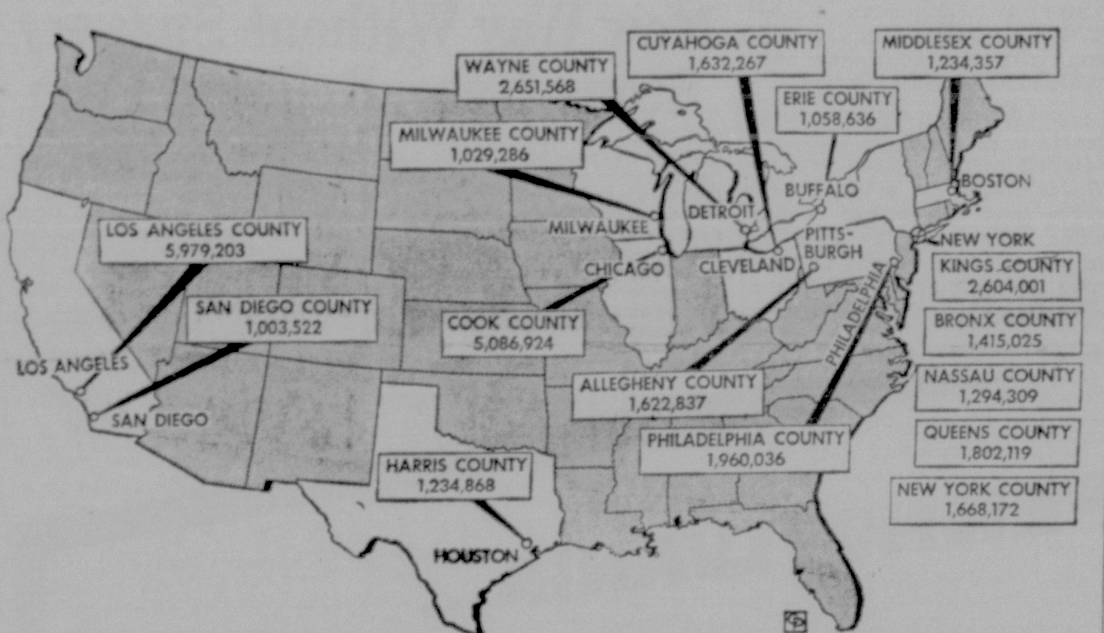 CUYAHOGA COUNTY
1,632,267
MIDDLESEX COUNTY
1,234,357
WAYNE COUNTY
2,651,568
ERIE COUNTY
1,058,636
MILWAUKEE COUNTY
1,029,286
BUFFALO
BOSTON
LOS ANGELES COUNTY
5,979,203
MILWAUKEE
DETROIT
PITTS-
BURGH
NEW YORK
CHICAGO
CLEVELAND
KINGS COUNTY
2,604,001
SAN DIEGO COUNTY
1,003,522
COOK COUNTY
5,086,924
PHILADELPHIA
BRONX COUNTY
1,415,025
LOS ANGELES
ALLEGHENY COUNTY
1,622,837
NASSAU COUNTY
1,294,309
SAN DIEGO
PHILADELPHIA COUNTY
1,960,036
QUEENS COUNTY
1,802,119
HARRIS COUNTY
1,234,868
NEW YORK COUNTY
1,668,172
HOUSTON